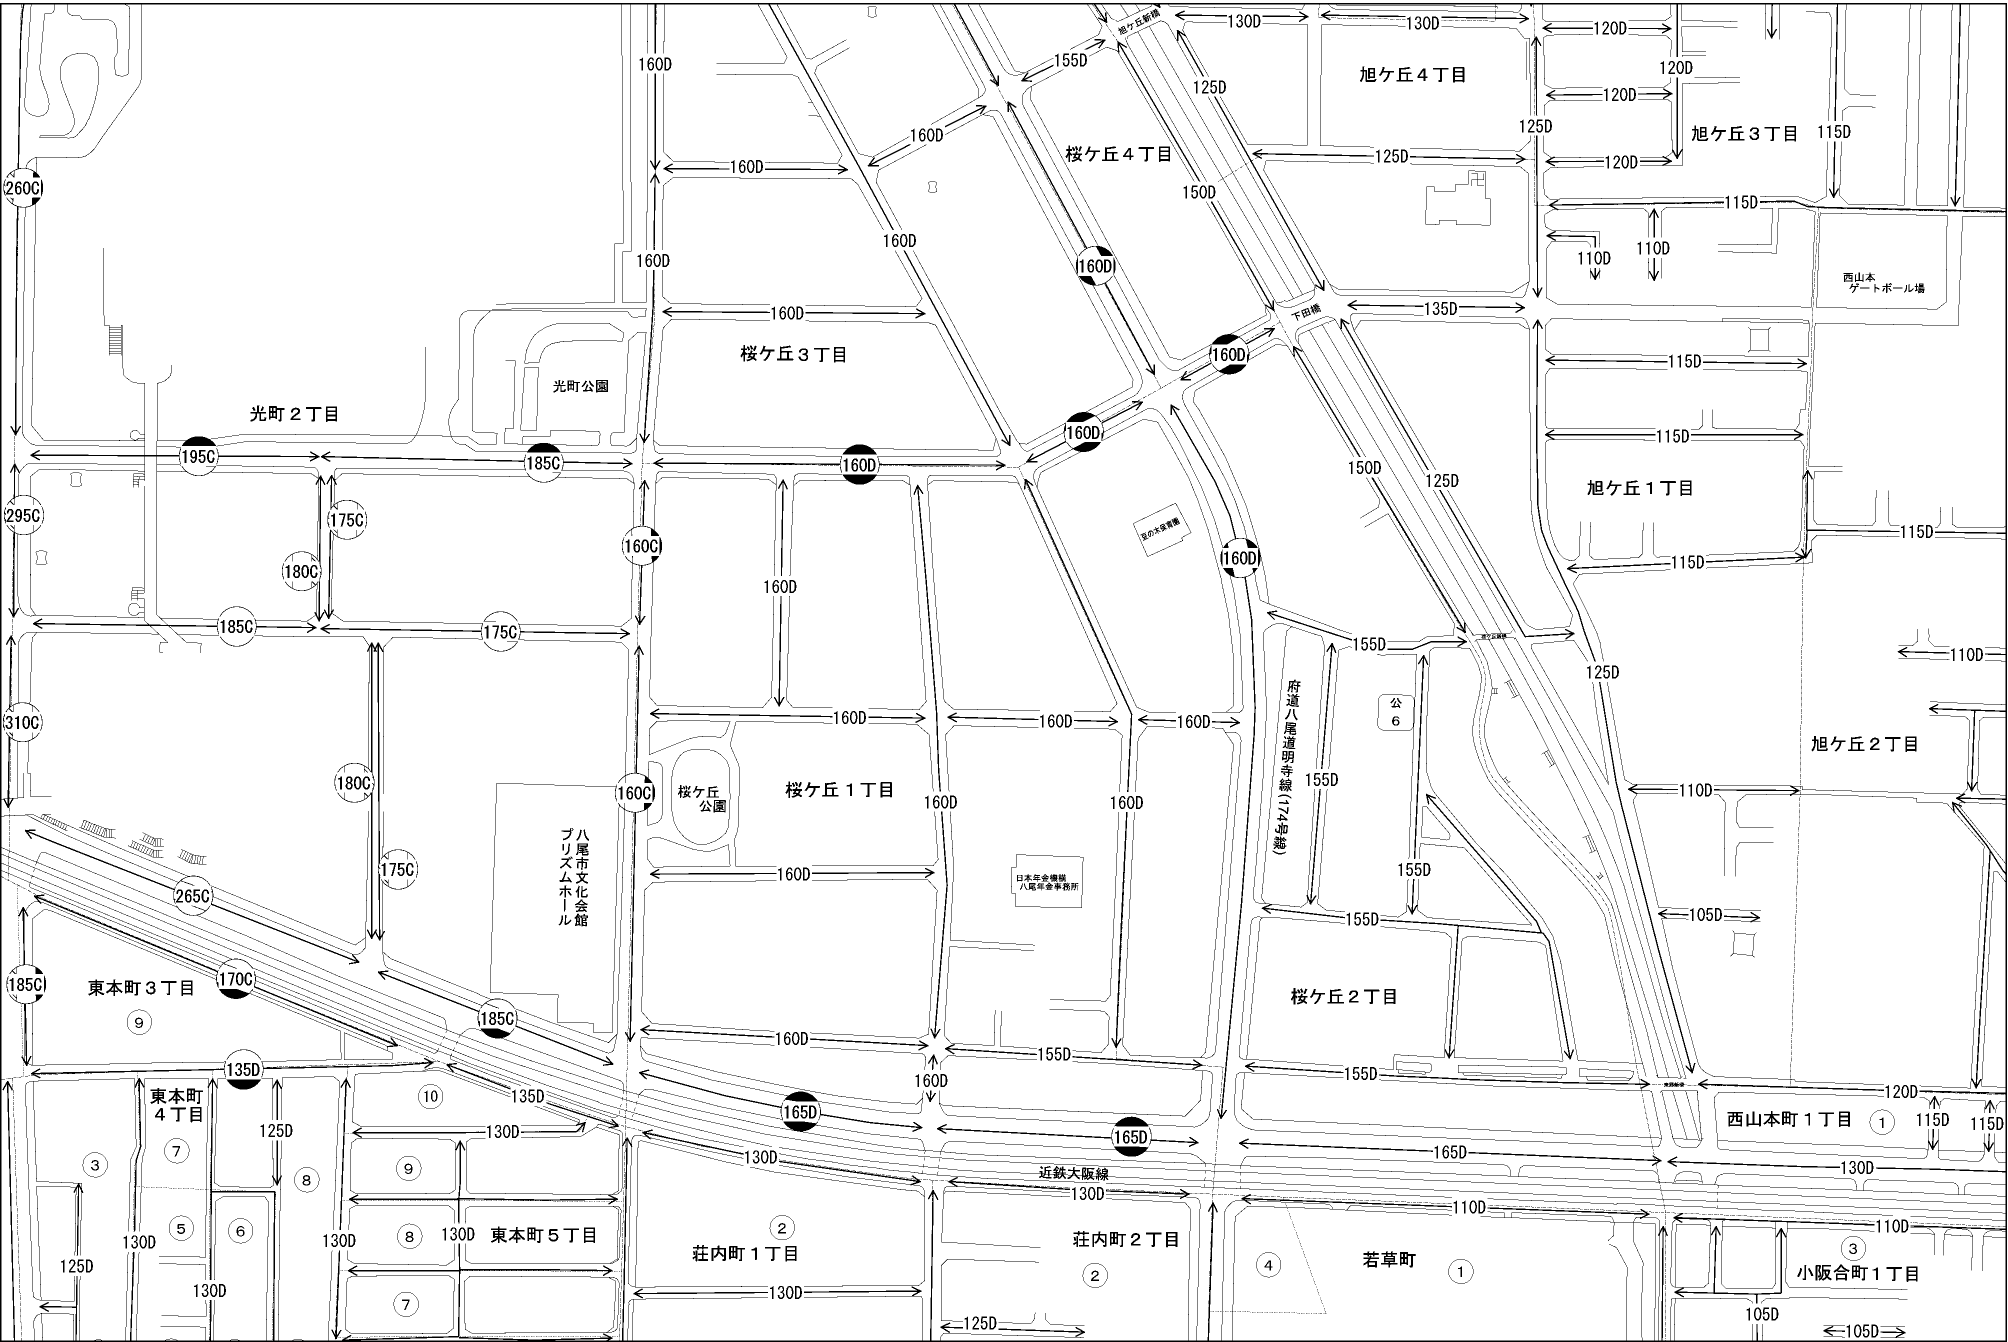 130D
130D
120D
旭ケ丘新橋
155D
160D
旭ケ丘4丁目
120D
125D
120D
125D
旭ケ丘3丁目
115D
160D
桜ケ丘4丁目
125D
120D
160D
260C
150D
115D
160D
160D
110D
110D
160D
西山本
ゲートボール場
160D
下田橋
135D
桜ケ丘3丁目
160D
115D
光町公園
光町2丁目
160D
115D
195C
185C
160D
150D
125D
旭ケ丘1丁目
295C
175C
115D
160C
160D
115D
180C
160D
185C
175C
155D
110D
125D
府道八尾道明寺線(174号線)
公
6
310C
160D
160D
160D
旭ケ丘2丁目
180C
160C
桜ケ丘
公園
桜ケ丘1丁目
155D
110D
160D
160D
八尾市文化会館
プリズムホール
175C
160D
155D
日本年金機構
八尾年金事務所
265C
155D
105D
185C
170C
東本町3丁目
9
桜ケ丘2丁目
185C
160D
155D
135D
155D
160D
120D
東本町
4丁目
10
135D
165D
7
125D
130D
165D
西山本町1丁目
1
115D
115D
3
8
9
130D
近鉄大阪線
165D
130D
130D
110D
5
6
130D
130D
8
130D
東本町5丁目
2
荘内町1丁目
荘内町2丁目
2
4
若草町
1
110D
3
小阪合町1丁目
125D
130D
7
130D
125D
105D
105D